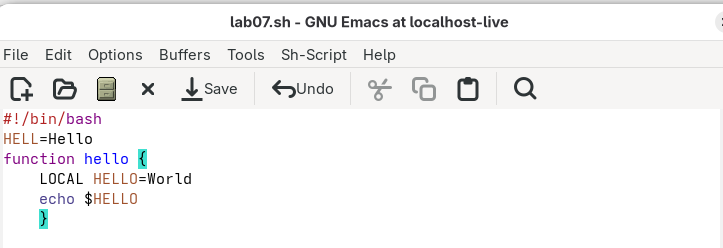 lab07.sh - GNU Emacs at localhost-live
File Edit Options Buffers Tools Sh-Script Help
Save Undo
#!/bin/bash
HELL=Hello
function hello {
    LOCAL HELLO=World
    echo $HELLO
    }